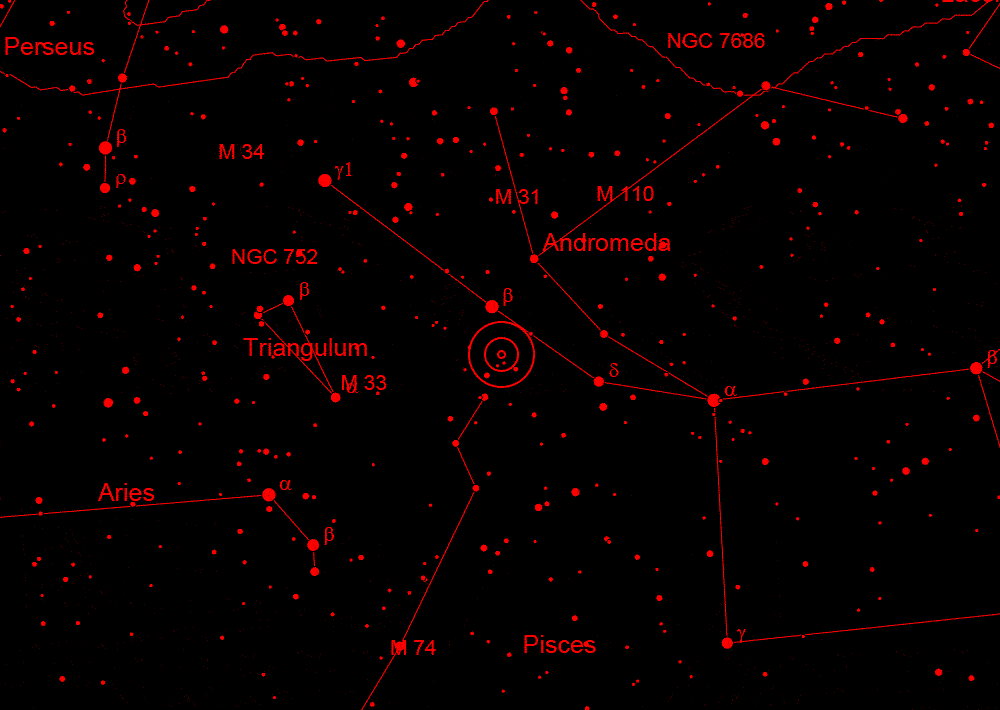 Perseus
NGC 7686
β
M 34
γ1
ρ
M 31
M 110
Andromeda
NGC 752
β
β
Triangulum
β
δ
M 33
α
α
α
Aries
β
γ
M 74
Pisces